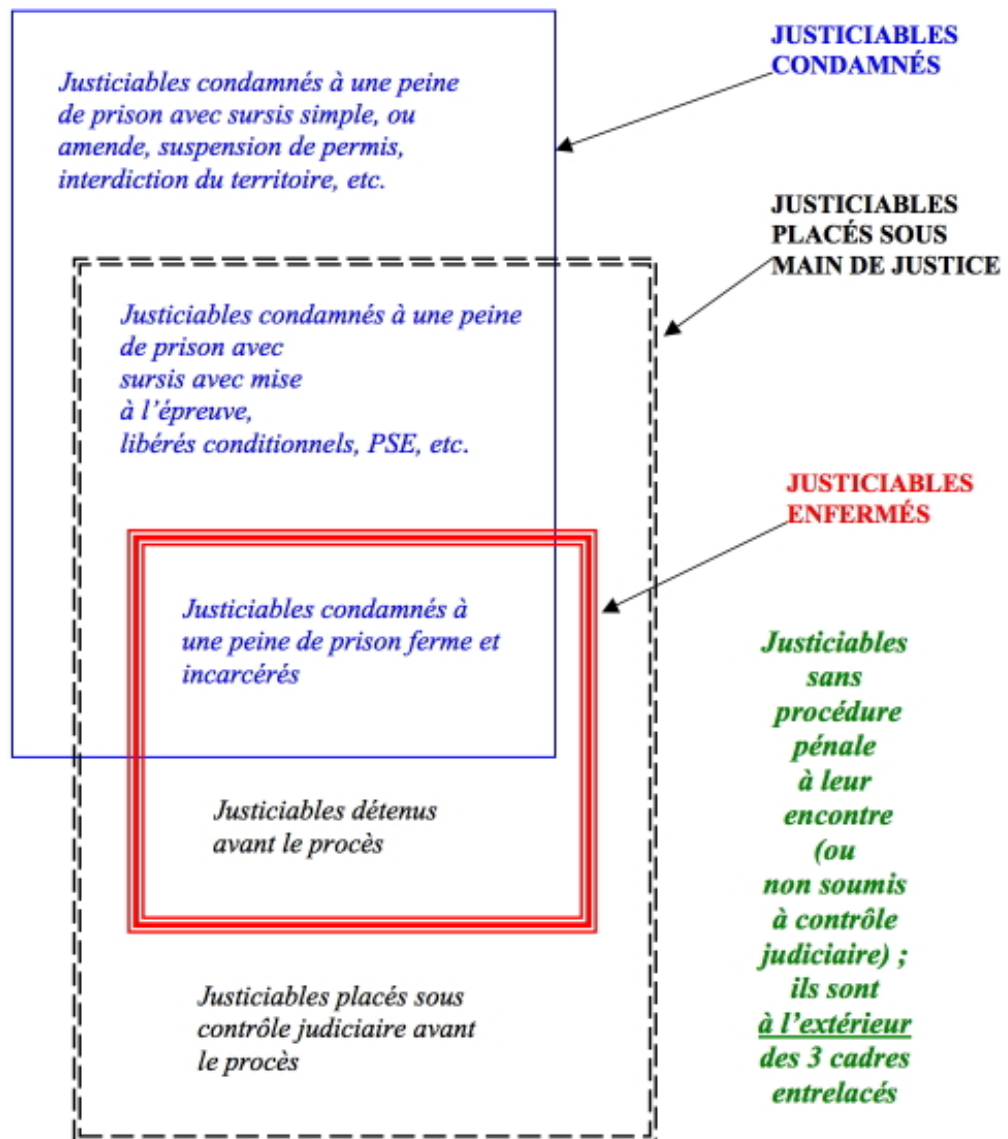 JUSTICIABLES
CONDAMNÉS
Justiciables condamnés à une peine
de prison avec sursis simple, ou
amende, suspension de permis,
interdiction du territoire, etc.
JUSTICIABLES
PLACÉS SOUS
MAIN DE JUSTICE
Justiciables condamnés à une peine
de prison avec
sursis avec mise
à l'épreuve,
libérés conditionnels, PSE, etc.
JUSTICIABLES
ENFERMÉS
Justiciables condamnés à
une peine de prison ferme et
incarcérés
Justiciables détenus
avant le procès
Justiciables placés sous
contrôle judiciaire avant
le procès
Justiciables
sans
procédure
pénale
à leur
encontre
(ou
non soumis
à contrôle
judiciaire) ;
ils sont
à l'extérieur
des 3 cadres
entrelacés